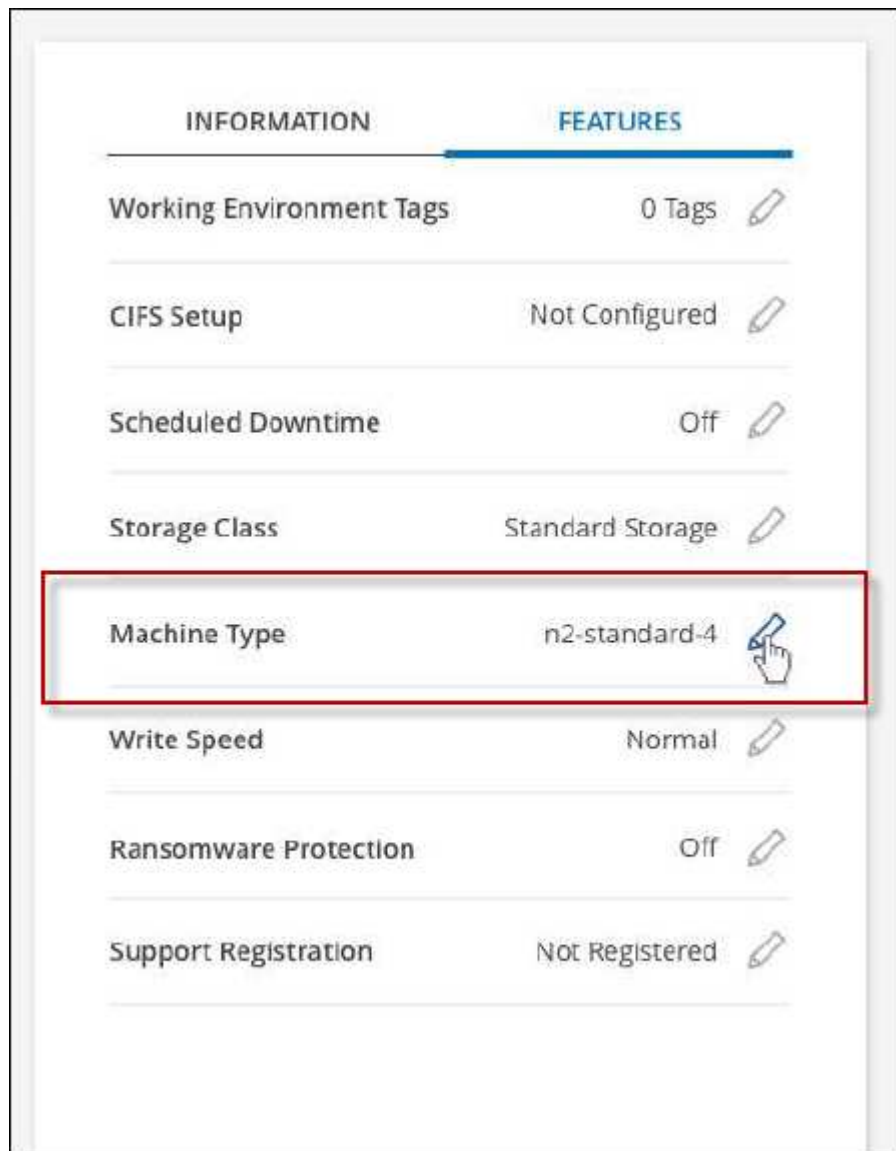 INFORMATION FEATURES
Working Environment Tags 0 Tags
CIFS Setup Not Configured
Scheduled Downtime Off
Storage Class Standard Storage
Machine Type n2-standard-4
Write Speed Normal
Ransomware Protection Off
Support Registration Not Registered